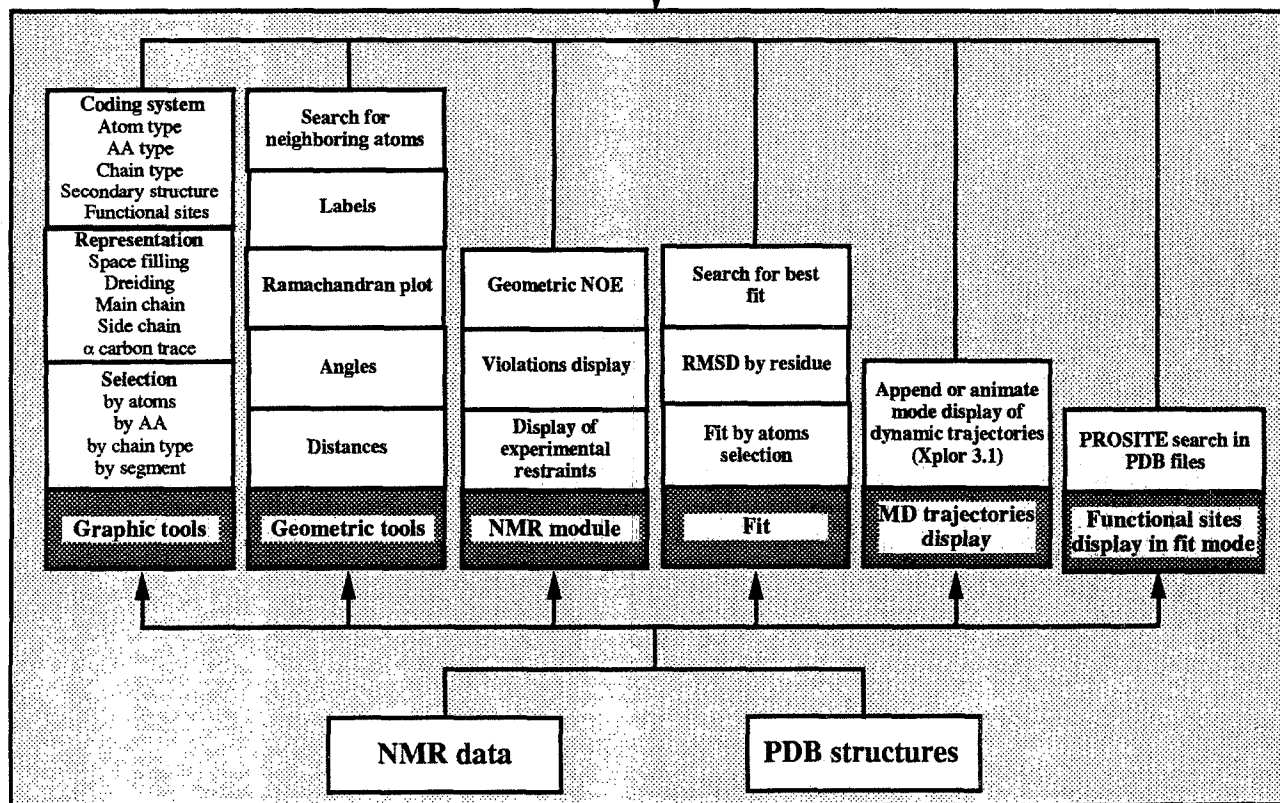 Coding system
Atom type
AA type
Chain type
Secondary structure
Functional sites
Representation
Space filling
Dreiding
Main chain
Side chain
α carbon trace
Selection
by atoms
by AA
by chain type
by segment
Graphic tools
Search for
neighboring atoms
Labels
Ramachandran plot
Angles
Distances
Geometric tools
Geometric NOE
Violations display
Display of
experimental
restraints
NMR module
Search for best
fit
RMSD by residue
Fit by atoms
selection
Fit
Append or animate
mode display of
dynamic trajectories
(Xplor 3.1)
MD trajectories
display
PROSITE search in
PDB files
Functional sites
display in fit mode
NMR data
PDB structures